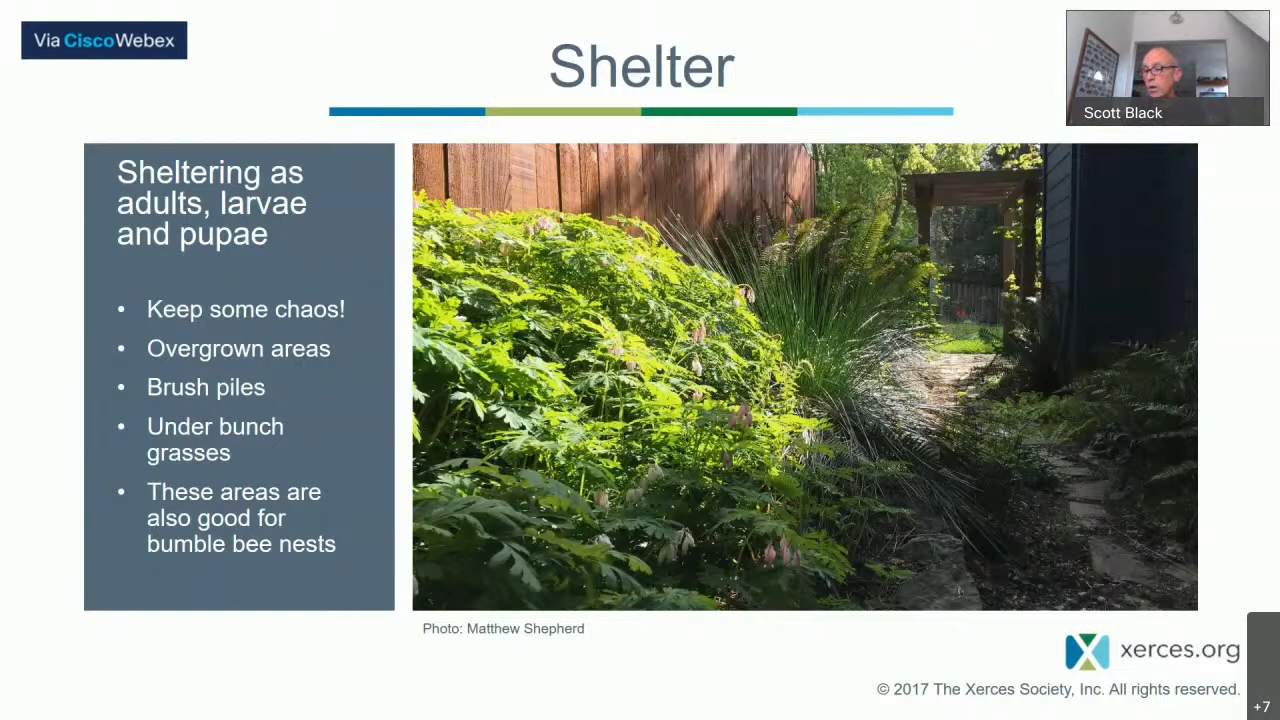 Via CiscoWebex
Shelter
Scott Black
Sheltering as
adults, larvae
and pupae
• Keep some chaos!
• Overgrown areas
• Brush piles
• Under bunch
grasses
• These areas are
also good for
bumble bee nests
Photo: Matthew Shepherd
xerces.org
© 2017 The Xerces Society, Inc. All rights reserved.
+7